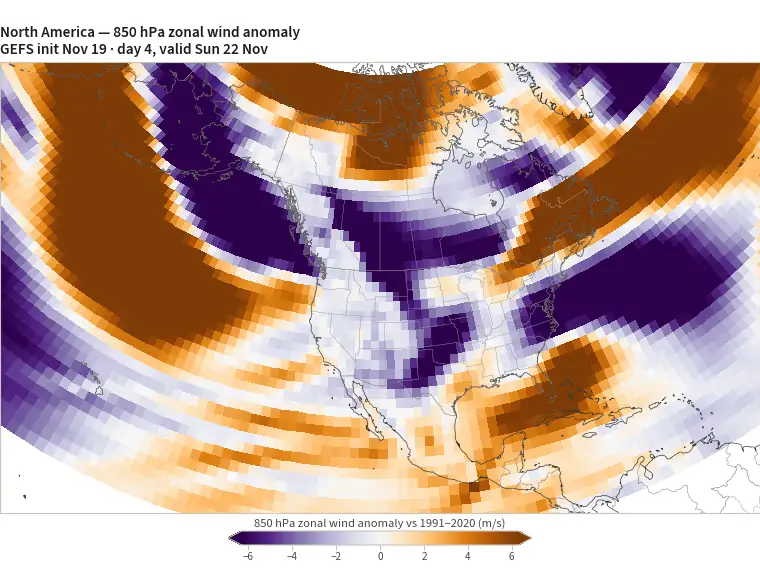 North America — 850 hPa zonal wind anomaly
GEFS init Nov 19 · day 4, valid Sun 22 Nov
850 hPa zonal wind anomaly vs 1991–2020 (m/s)
−6 −4 −2 0 2 4 6